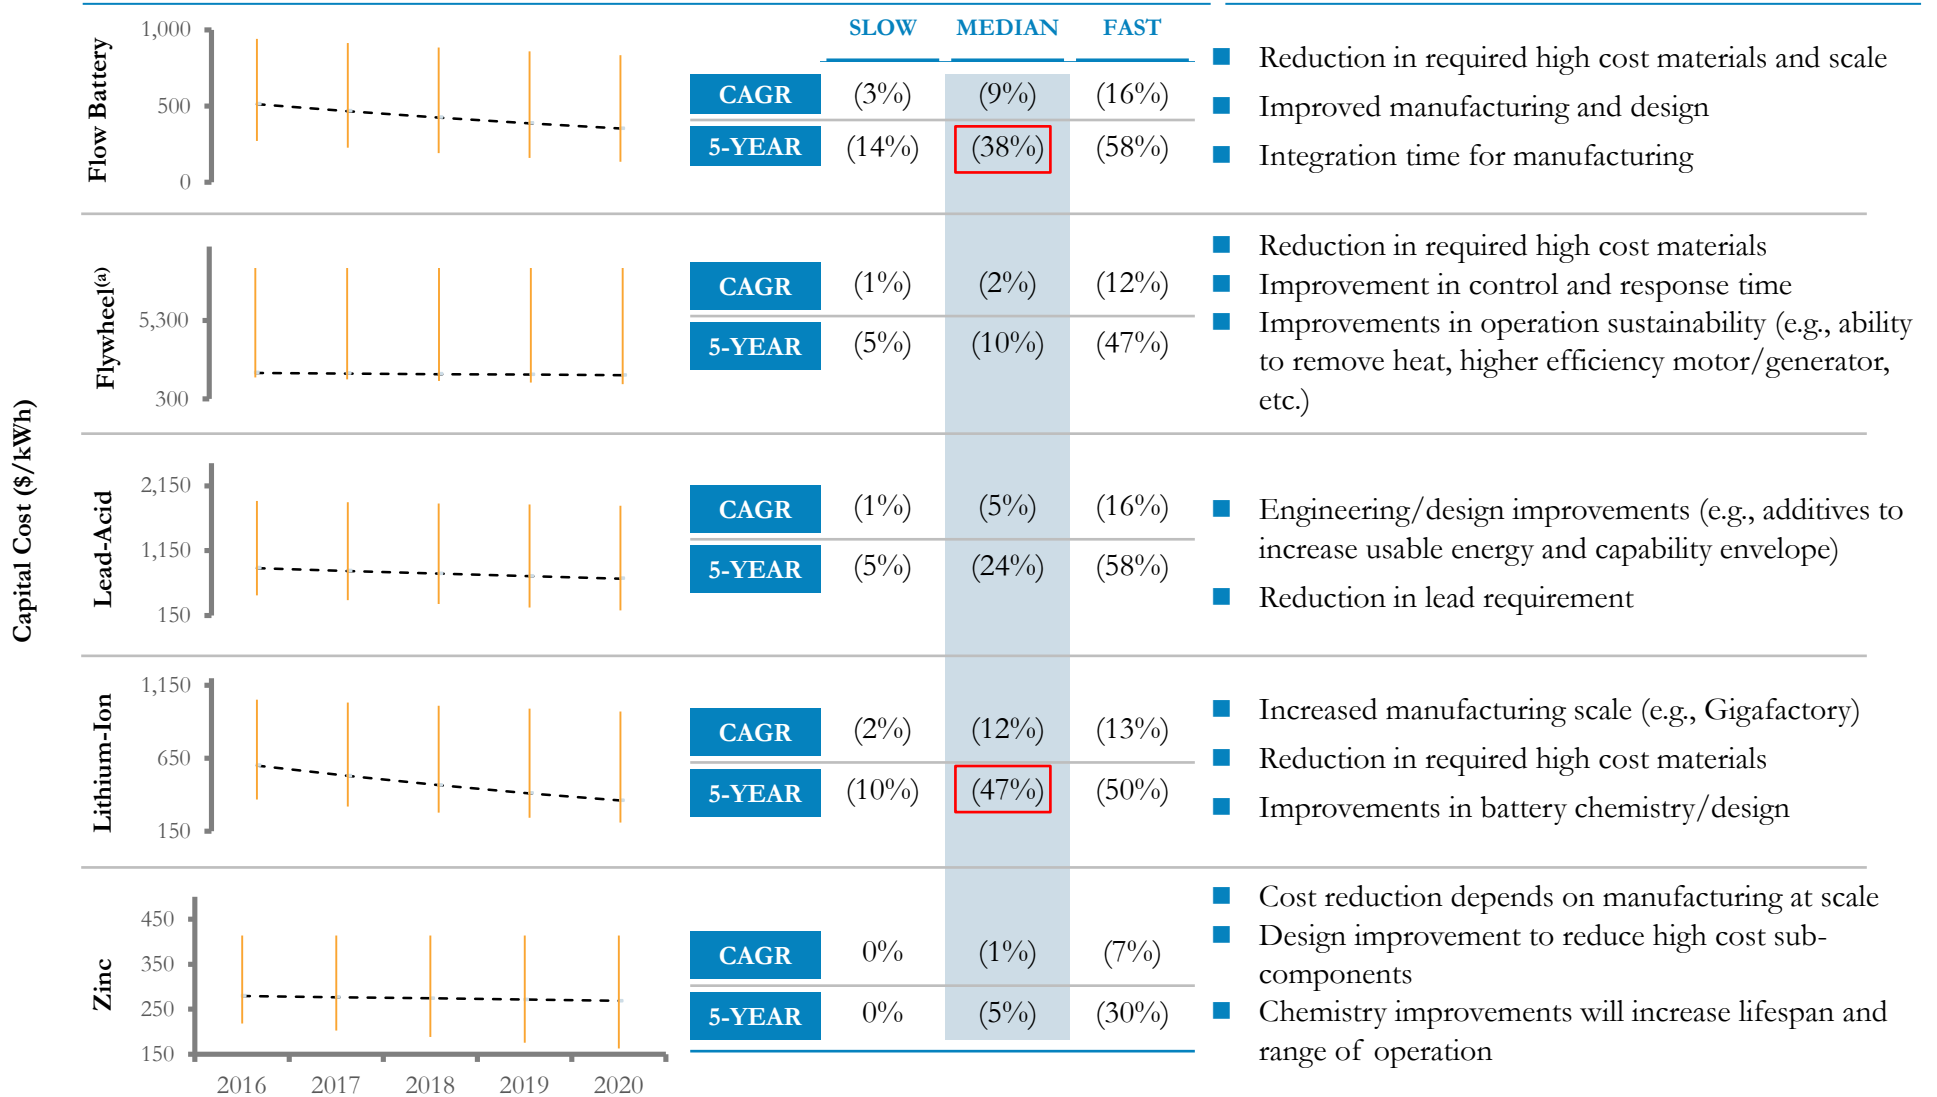 SLOW MEDIAN FAST
Capital Cost ($/kWh)
Flow Battery
1,000
500
0
CAGR (3%) (9%) (16%)
5-YEAR (14%) (38%) (58%)
■ Reduction in required high cost materials and scale
■ Improved manufacturing and design
■ Integration time for manufacturing
Flywheel(a)
5,300
300
CAGR (1%) (2%) (12%)
5-YEAR (5%) (10%) (47%)
■ Reduction in required high cost materials
■ Improvement in control and response time
■ Improvements in operation sustainability (e.g., ability
to remove heat, higher efficiency motor/generator,
etc.)
Lead-Acid
2,150
1,150
150
CAGR (1%) (5%) (16%)
5-YEAR (5%) (24%) (58%)
■ Engineering/design improvements (e.g., additives to
increase usable energy and capability envelope)
■ Reduction in lead requirement
Lithium-Ion
1,150
650
150
CAGR (2%) (12%) (13%)
5-YEAR (10%) (47%) (50%)
■ Increased manufacturing scale (e.g., Gigafactory)
■ Reduction in required high cost materials
■ Improvements in battery chemistry/design
Zinc
450
350
250
150
2016 2017 2018 2019 2020
CAGR 0% (1%) (7%)
5-YEAR 0% (5%) (30%)
■ Cost reduction depends on manufacturing at scale
■ Design improvement to reduce high cost sub-
components
■ Chemistry improvements will increase lifespan and
range of operation